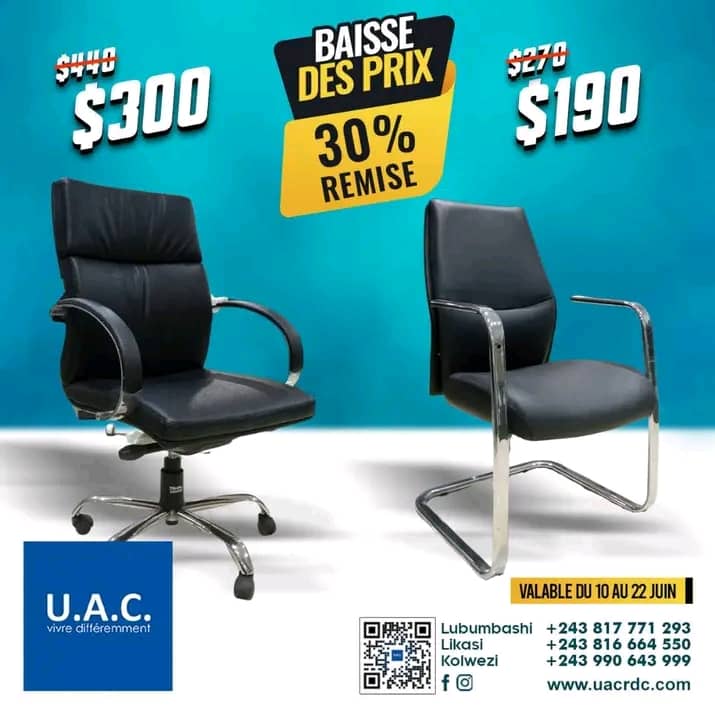 $440
$300
BAISSE
DES PRIX
30%
REMISE
$270
$190
U.A.C.
vivre différemment
VALABLE DU 10 AU 22 JUIN
UAC
Lubumbashi +243 817 771 293
Likasi +243 816 664 550
Kolwezi +243 990 643 999
www.uacrdc.com